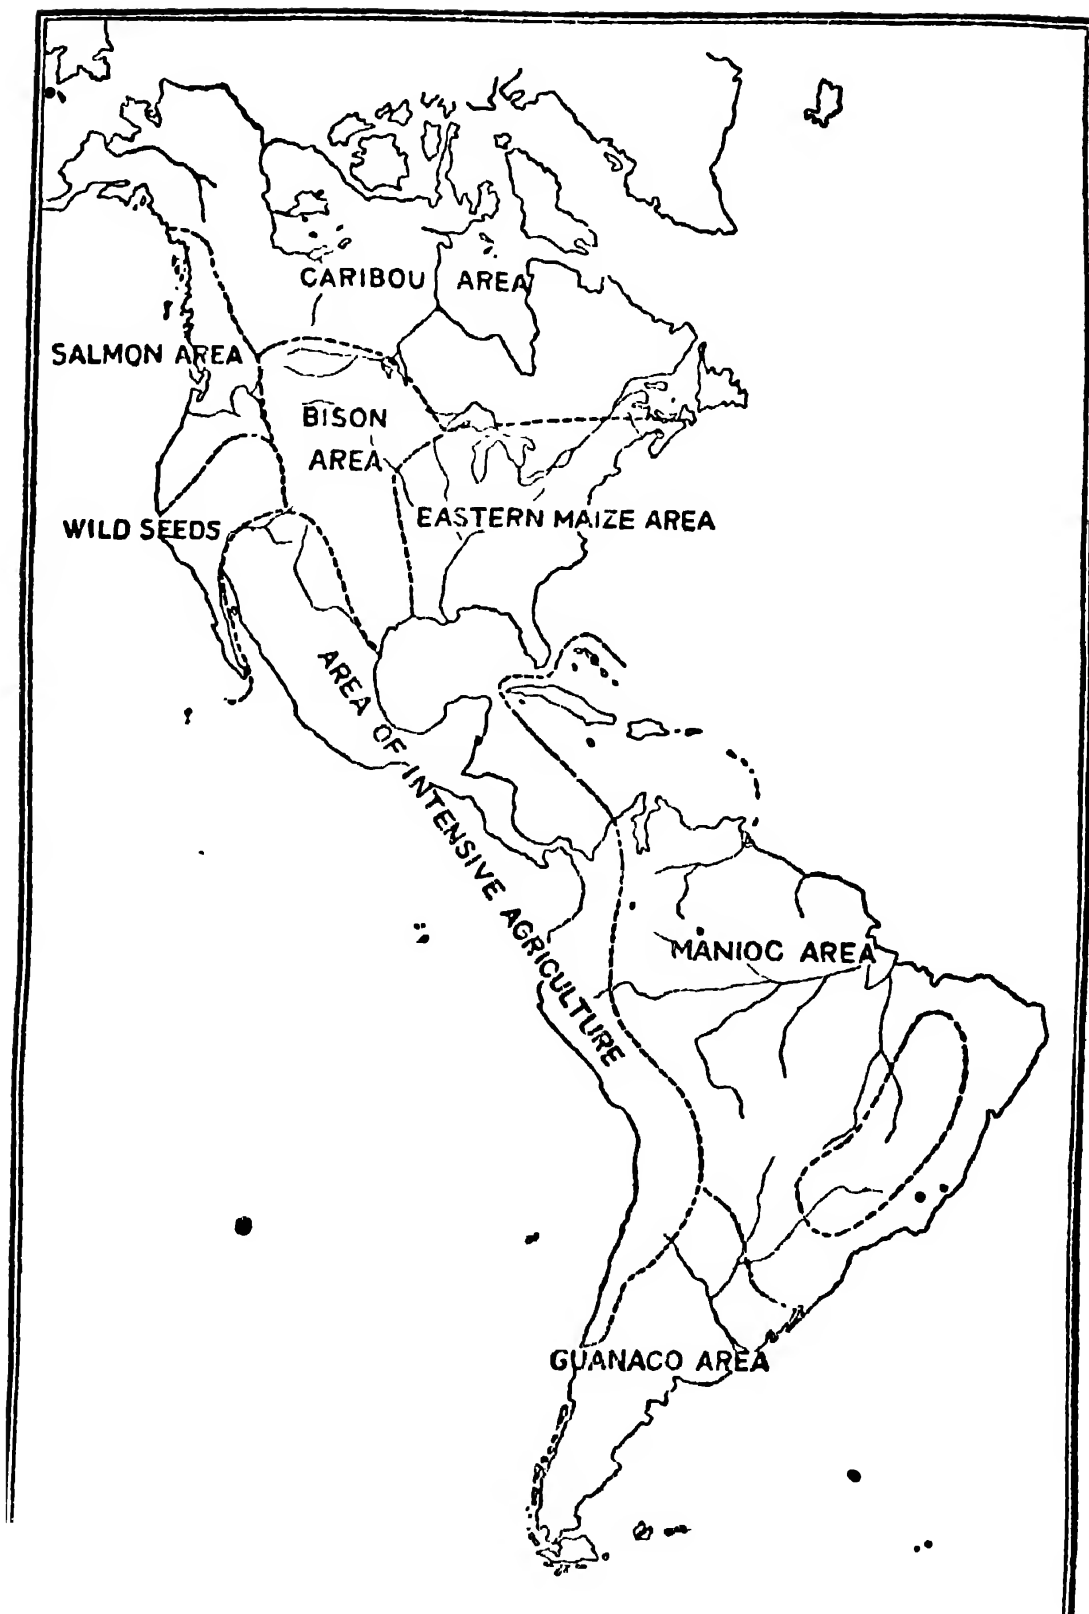 CARIBOU AREA
SALMON AREA
BISON
AREA
EASTERN MAIZE AREA
WILD SEEDS
AREA OF INTENSIVE AGRICULTURE
MANIOC AREA
GUANACO AREA